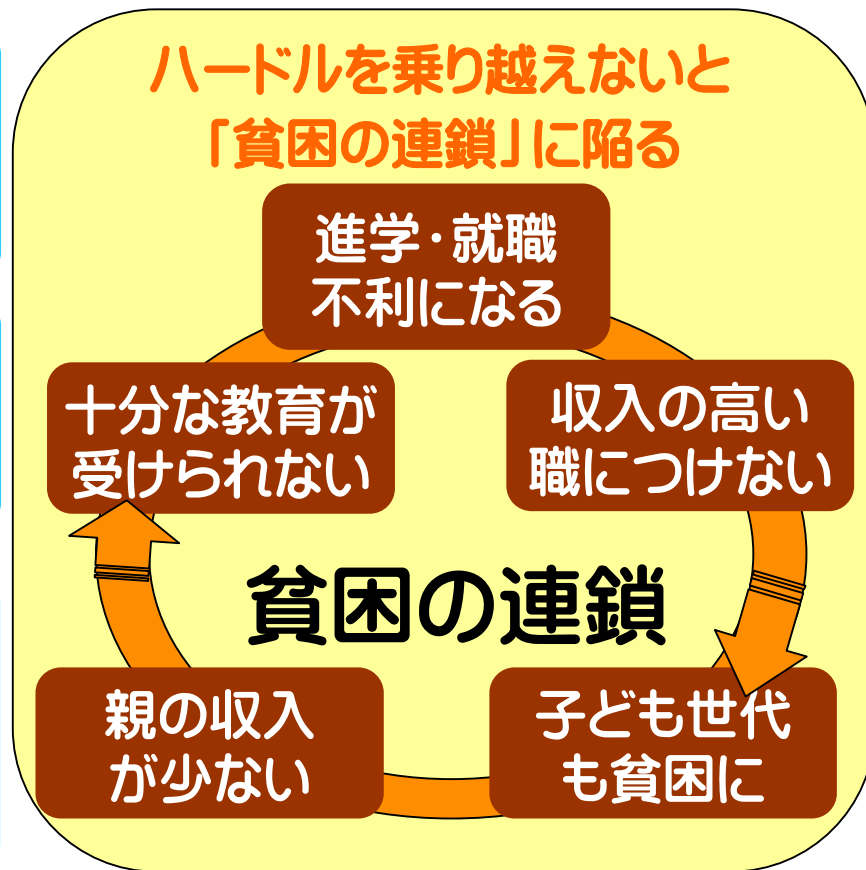 ハードルを乗り越えないと
「貧困の連鎖」に陥る
進学・就職
不利になる
十分な教育が
受けられない
収入の高い
職につけない
貧困の連鎖
親の収入
が少ない
子ども世代
も貧困に